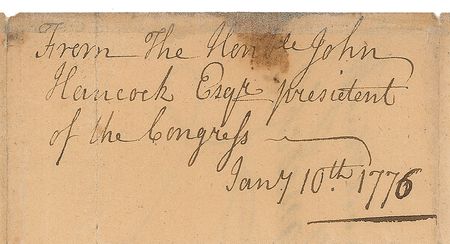 From The Honble John
Hancock Esqr president
of the Congress
Jany 10th 1776